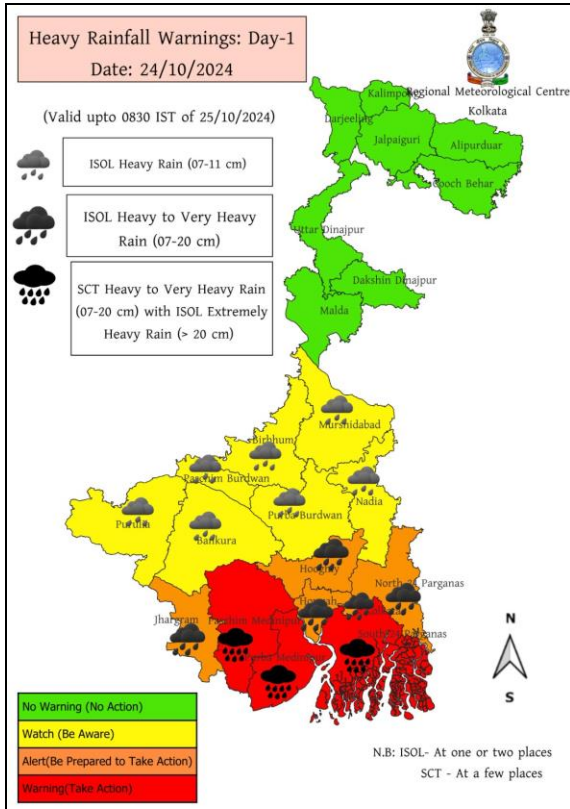 Heavy Rainfall Warnings: Day-1
Date: 24/10/2024
Regional Meteorological Centre
Kolkata
(Valid upto 0830 IST of 25/10/2024)
ISOL Heavy Rain (07-11 cm)
ISOL Heavy to Very Heavy
Rain (07-20 cm)
SCT Heavy to Very Heavy Rain
(07-20 cm) with ISOL Extremely
Heavy Rain (> 20 cm)
Kalimpong
Darjeeling
Jalpaiguri
Alipurduar
Cooch Behar
Uttar Dinajpur
Dakshin Dinajpur
Malda
Murshidabad
Birbhum
Paschim Burdwan
Nadia
Purba Burdwan
Purulia
Bankura
Hooghly
North 24 Parganas
Howrah
Jhargram
Paschim Medinipur
South 24 Parganas
Purba Medinipur
N
S
No Warning (No Action)
Watch (Be Aware)
Alert(Be Prepared to Take Action)
Warning(Take Action)
N.B: ISOL- At one or two places
SCT - At a few places